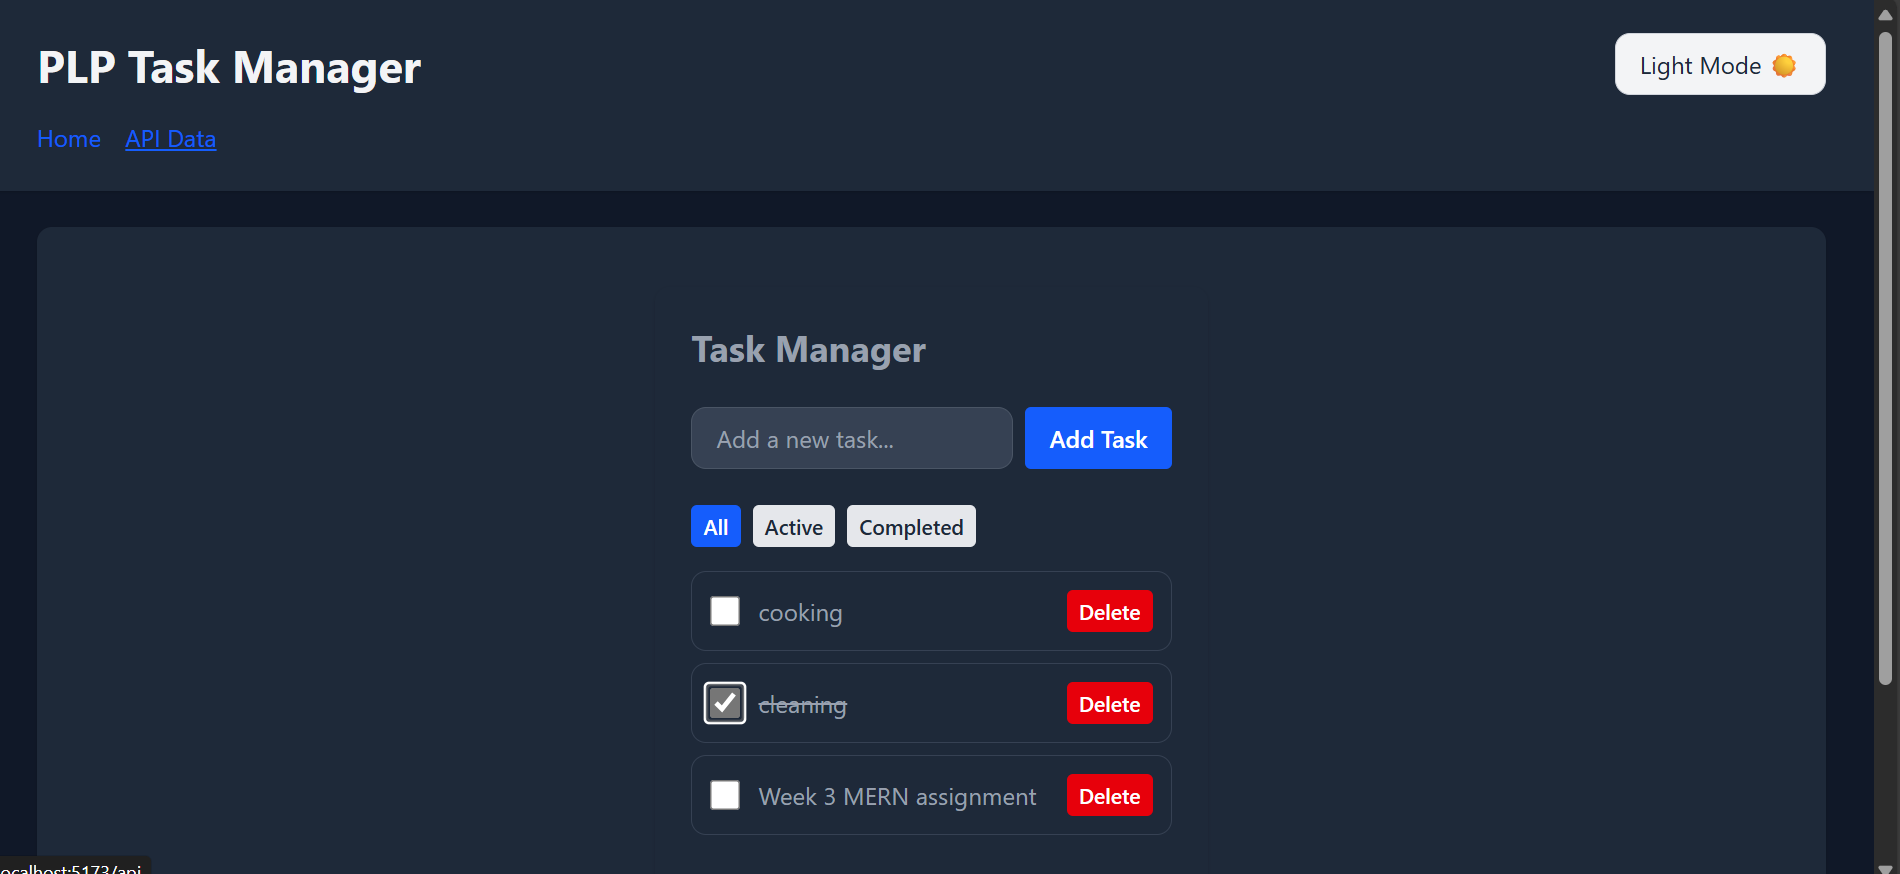 PLP Task Manager
Light Mode
Home API Data
Task Manager
Add a new task...
Add Task
All Active Completed
cooking
Delete
cleaning
Delete
Week 3 MERN assignment
Delete
ocalhost:5173/api